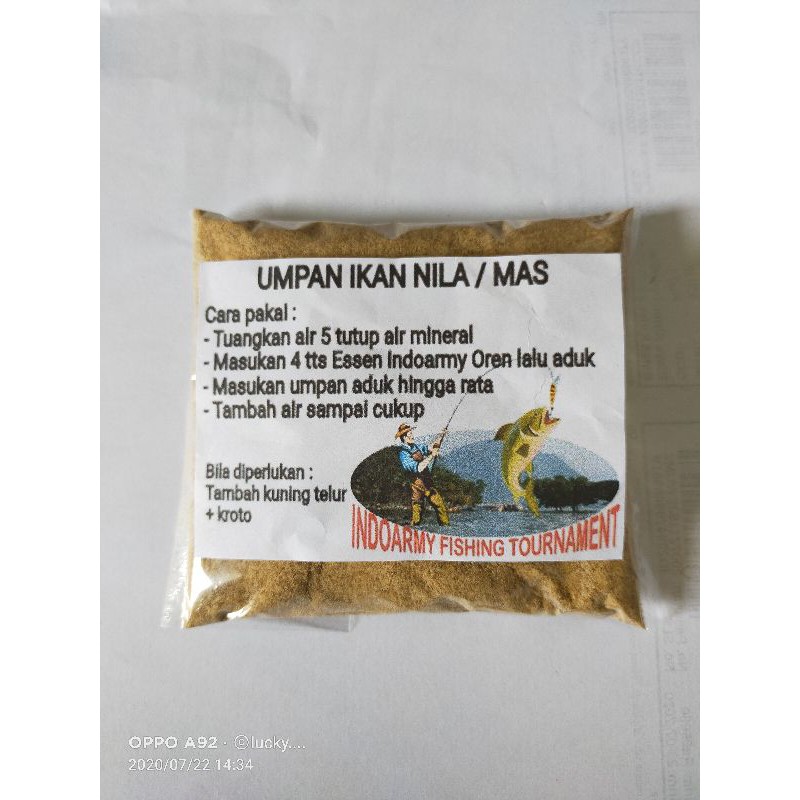 UMPAN IKAN NILA / MAS
Cara pakai :
- Tuangkan air 5 tutup air mineral
- Masukan 4 tts Essen Indoarmy Oren lalu aduk
- Masukan umpan aduk hingga rata
- Tambah air sampai cukup
Bila diperlukan :
Tambah kuning telur
+ kroto
INDOARMY FISHING TOURNAMENT
OPPO A92 · ©lucky....
2020/07/22 14:34